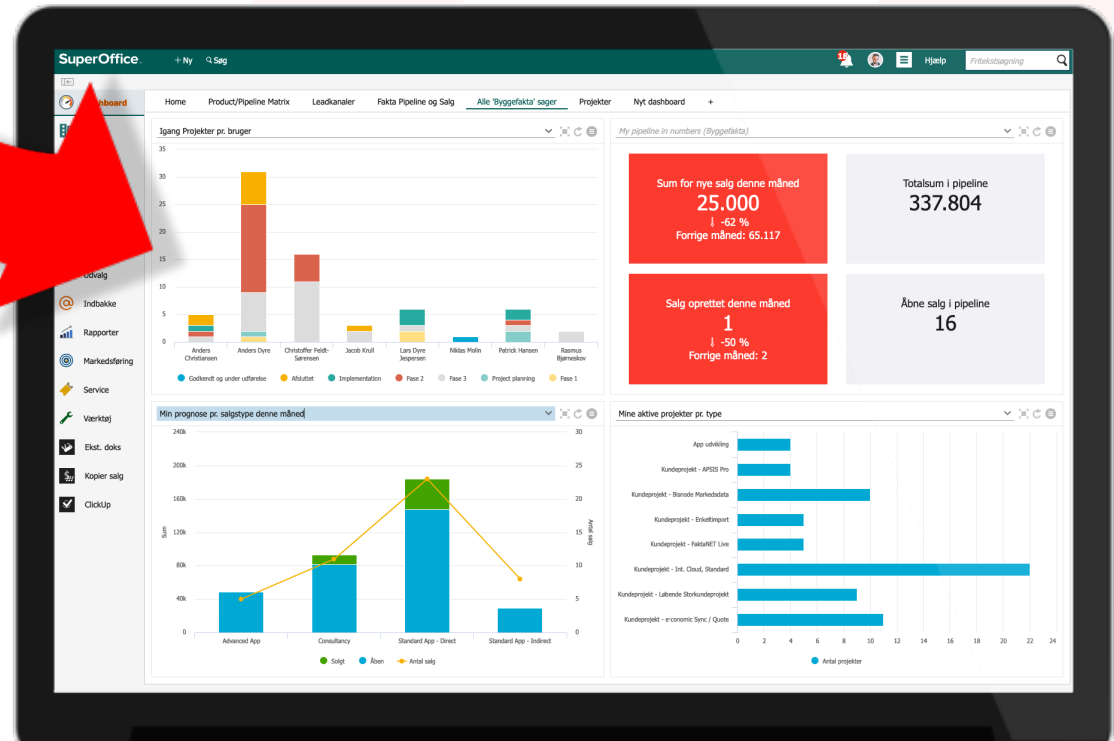 SuperOffice.
+ Ny
Søg
Hjælp
Fritekstsøgning
Home
Product/Pipeline Matrix
Leadkanaler
Fakta Pipeline og Salg
Alle 'Byggefakta' sager
Projekter
Nyt dashboard
+
Udvalg
Indbakke
Rapporter
Markedsføring
Service
Værktøj
Ekst. doks
Kopier salg
ClickUp
Igang Projekter pr. bruger
35
30
25
20
15
10
5
0
Anders Christiansen
Anders Dyre
Christoffer Feldt-Sørensen
Jacob Krull
Lars Dyre Jespersen
Niklas Molin
Patrick Hansen
Rasmus Bjørneskov
Godkendt og under udførelse
Afsluttet
Implementation
Fase 2
Fase 3
Project planning
Fase 1
My pipeline in numbers (Byggefakta)
Sum for nye salg denne måned
25.000
↓ -62 %
Forrige måned: 65.117
Totalsum i pipeline
337.804
Salg oprettet denne måned
1
↓ -50 %
Forrige måned: 2
Åbne salg i pipeline
16
Min prognose pr. salgstype denne måned
240k
200k
160k
120k
80k
40k
0
Sum
30
25
20
15
10
5
0
Antal salg
Advanced App
Consultancy
Standard App - Direct
Standard App - Indirect
Solgt
Åben
Antal salg
Mine aktive projekter pr. type
App udvikling
Kundeprojekt - APSIS Pro
Kundeprojekt - Bisnode Markedsdata
Kundeprojekt - Enkeltimport
Kundeprojekt - FaktaNET Live
Kundeprojekt - Int. Cloud, Standard
Kundeprojekt - Løbende Storkundeprojekt
Kundeprojekt - e-conomic Sync / Quote
0 2 4 6 8 10 12 14 16 18 20 22 24
Antal projekter